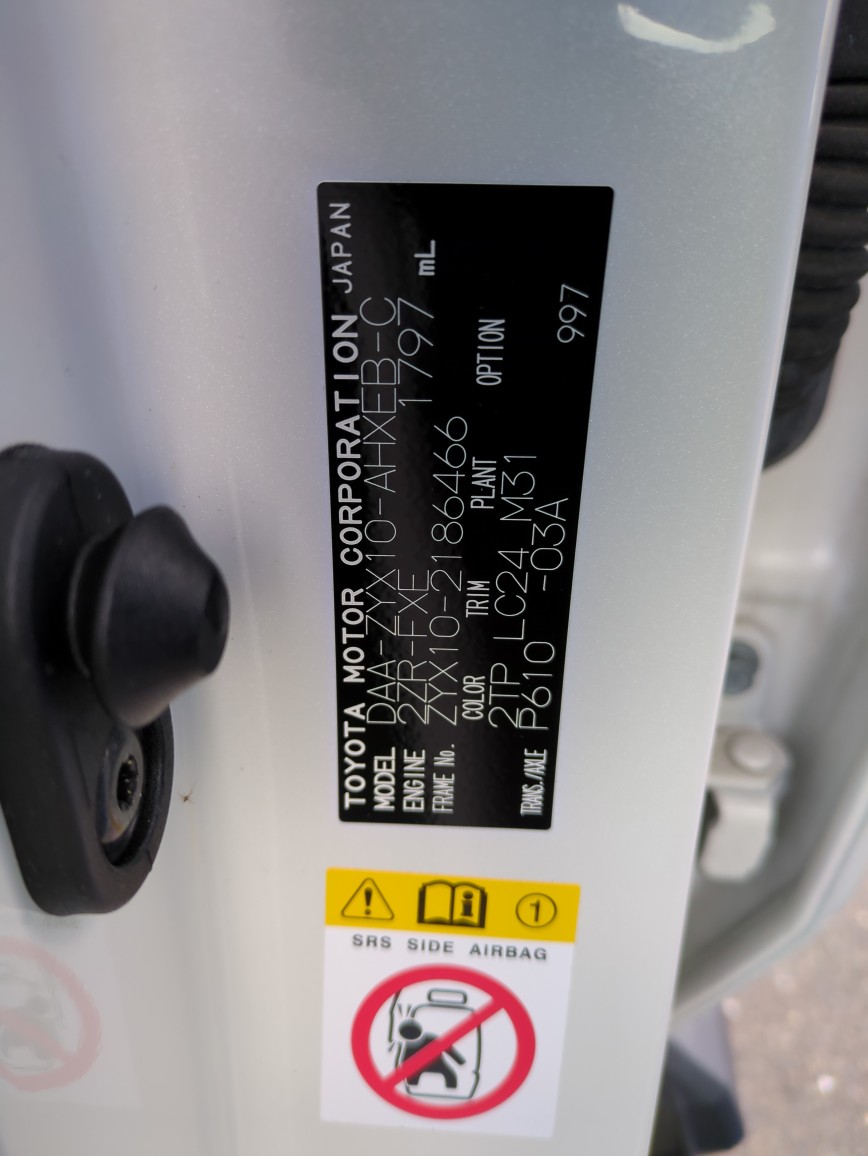 TOYOTA MOTOR CORPORATION JAPAN
MODEL DAA-ZYX10-AHXEB-C
ENGINE 2ZR-FXE 1797 mL
FRAME No. ZYX10-2186466
COLOR TRIM PLANT OPTION
2TP LC24 M31
TRANS./AXLE P610 -03A 997
1
SRS SIDE AIRBAG